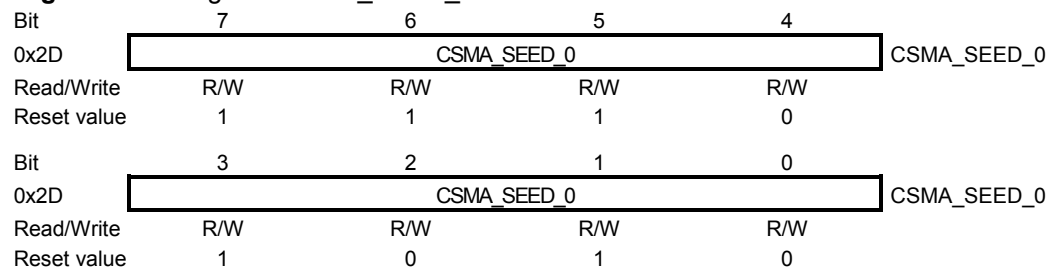 Bit 7 6 5 4
0x2D CSMA_SEED_0 CSMA_SEED_0
Read/Write R/W R/W R/W R/W
Reset value 1 1 1 0
Bit 3 2 1 0
0x2D CSMA_SEED_0 CSMA_SEED_0
Read/Write R/W R/W R/W R/W
Reset value 1 0 1 0